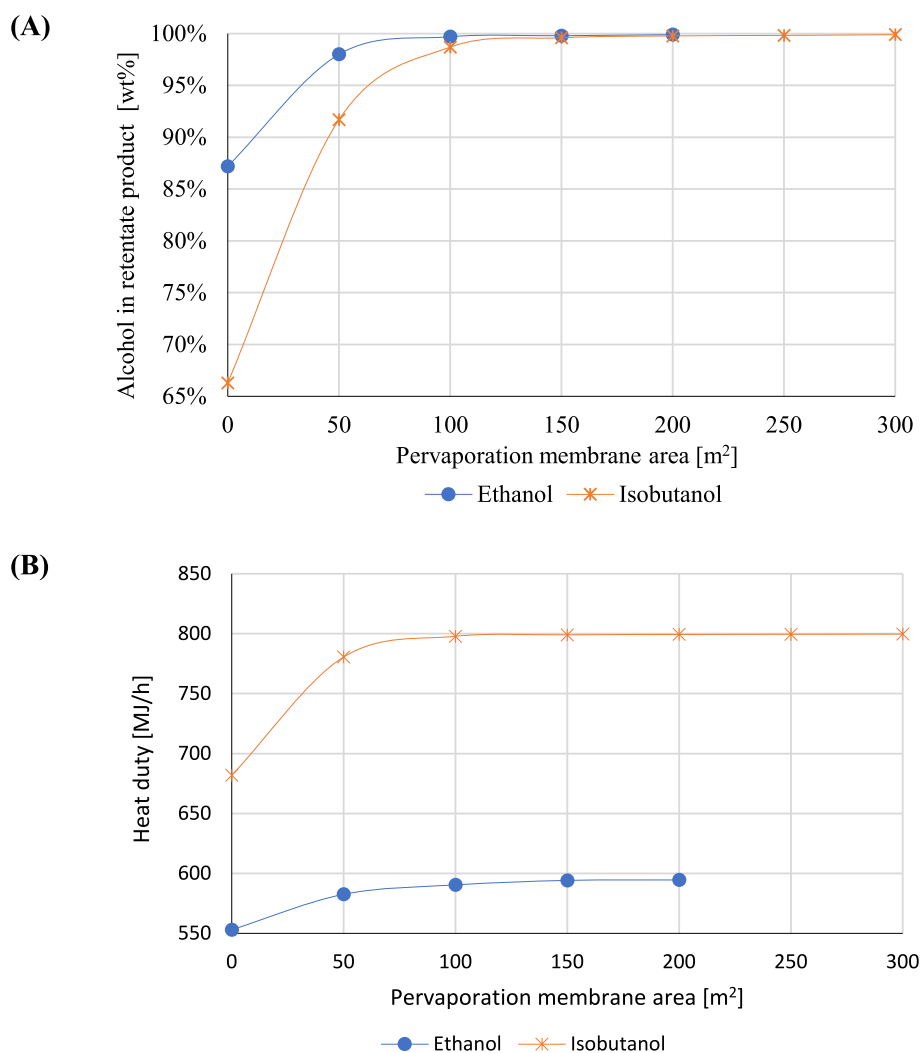 (A)
Alcohol in retentate product [wt%]
100%
95%
90%
85%
80%
75%
70%
65%
0 50 100 150 200 250 300
Pervaporation membrane area [m²]
Ethanol Isobutanol
(B)
Heat duty [MJ/h]
850
800
750
700
650
600
550
0 50 100 150 200 250 300
Pervaporation membrane area [m²]
Ethanol Isobutanol